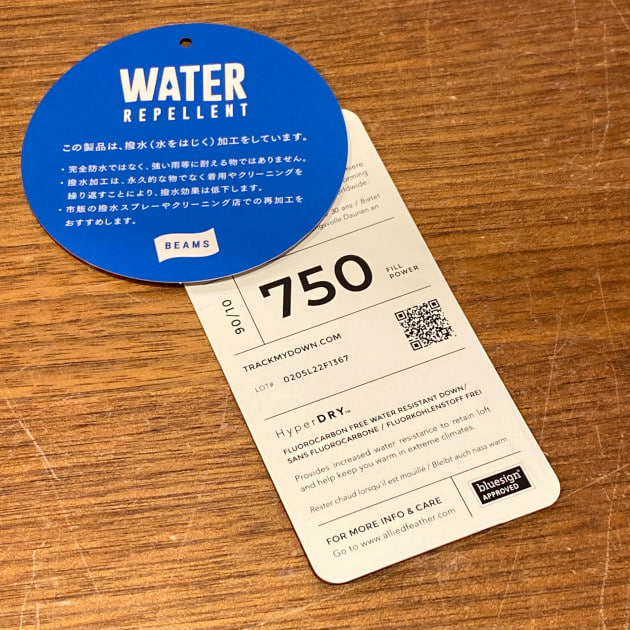 WATER
REPELLENT
この製品は、撥水（水をはじく）加工をしています。
・完全防水ではなく、強い雨等に耐える物ではありません。
・撥水加工は、永久的な物でなく着用やクリーニングを
繰り返すことにより、撥水効果は低下します。
・市販の撥水スプレーやクリーニング店での再加工を
おすすめします。
BEAMS
30 ans. / Bietet
Daunen an
90/10
750
FILL
POWER
TRACKMYDOWN.COM
LOT# 0205L22F1367
HyperDRY™
FLUOROCARBON FREE WATER RESISTANT DOWN/
SANS FLUOROCARBONE / FLUORKOHLENSTOFF FREI
Provides increased water resistance to retain loft
and help keep you warm in extreme climates.
Rester chaud lorsqu'il est mouillé / Bleibt auch nass warm
FOR MORE INFO & CARE
Go to www.alliedfeather.com
bluesign®
APPROVED